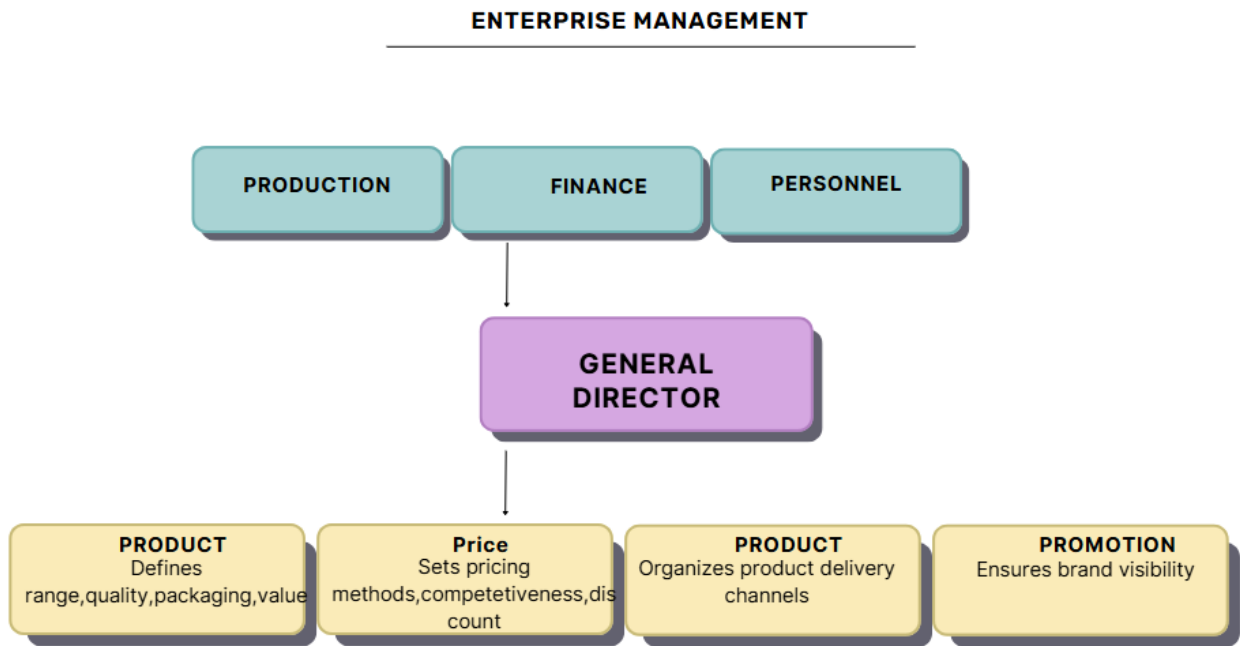 ENTERPRISE MANAGEMENT
PRODUCTION
FINANCE
PERSONNEL
GENERAL
DIRECTOR
PRODUCT
Defines
range,quality,packaging,value
Price
Sets pricing
methods,competetiveness,dis
count
PRODUCT
Organizes product delivery
channels
PROMOTION
Ensures brand visibility